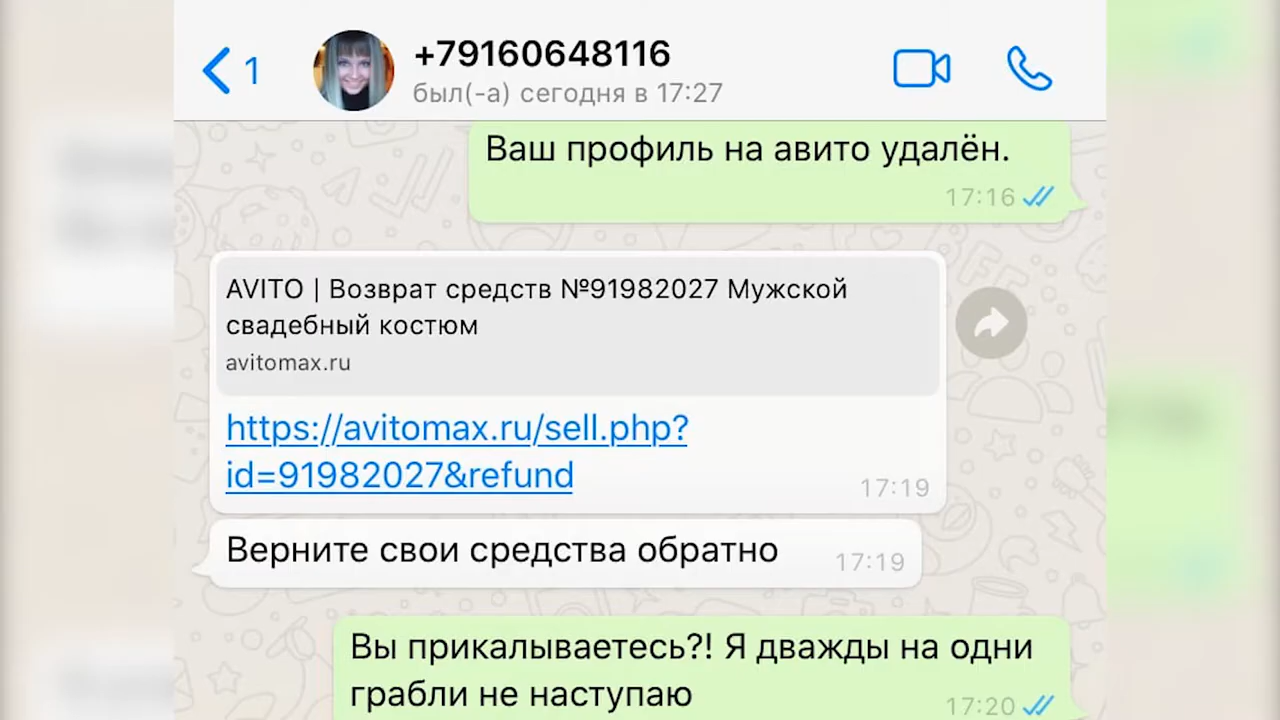 1
+79160648116
был(-а) сегодня в 17:27
Ваш профиль на авито удалён.
17:16
AVITO | Возврат средств №91982027 Мужской
свадебный костюм
avitomax.ru
https://avitomax.ru/sell.php?
id=91982027&refund
17:19
Верните свои средства обратно
17:19
Вы прикалываетесь?! Я дважды на одни
грабли не наступаю
17:20